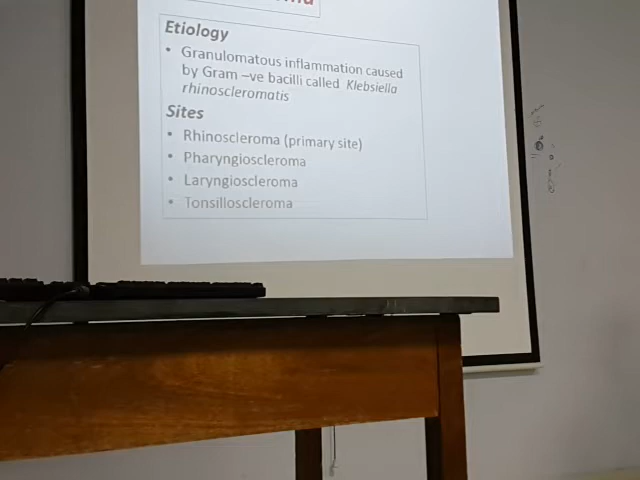 Etiology
• Granulomatous inflammation caused
by Gram –ve bacilli called Klebsiella
rhinoscleromatis
Sites
• Rhinoscleroma (primary site)
• Pharyngioscleroma
• Laryngioscleroma
• Tonsilloscleroma